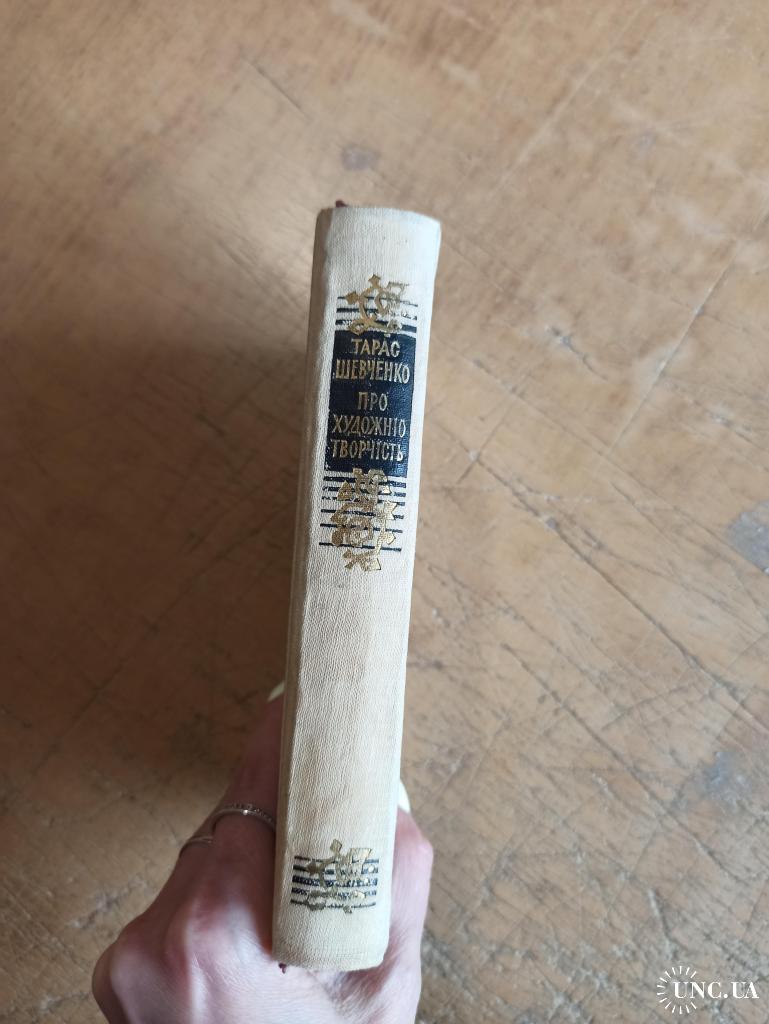 ТАРАС
ШЕВЧЕНКО
ПРО
ХУДОЖНЮ
ТВОРЧІСТЬ
UNC.UA